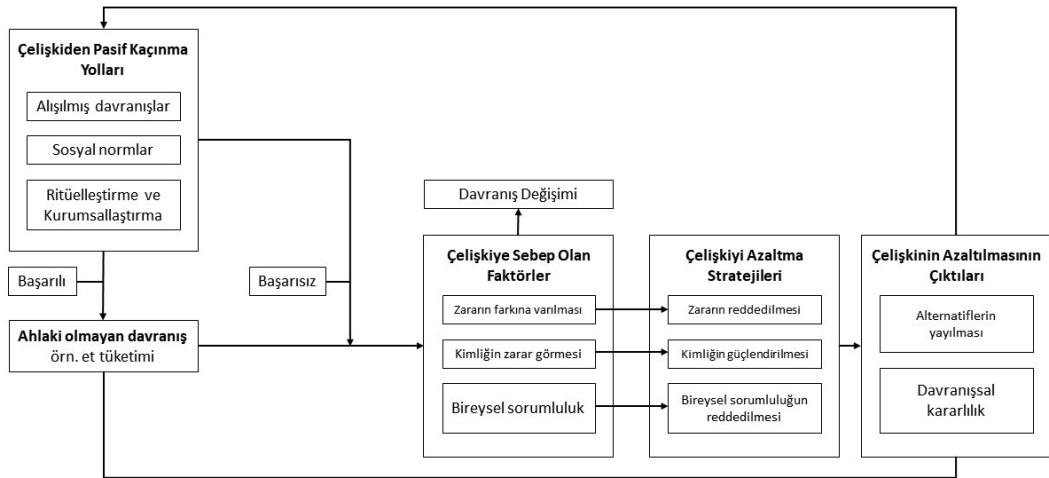 Çelişkiden Pasif Kaçınma
Yolları
Alışılmış davranışlar
Sosyal normlar
Ritüelleştirme ve
Kurumsallaştırma
Başarılı
Başarısız
Ahlaki olmayan davranış
örn. et tüketimi
Davranış Değişimi
Çelişkiye Sebep Olan
Faktörler
Zararın farkına varılması
Kimliğin zarar görmesi
Bireysel sorumluluk
Çelişkiyi Azaltma
Stratejileri
Zararın reddedilmesi
Kimliğin güçlendirilmesi
Bireysel sorumluluğun
reddedilmesi
Çelişkinin Azaltılmasının
Çıktıları
Alternatiflerin
yayılması
Davranışsal
kararlılık